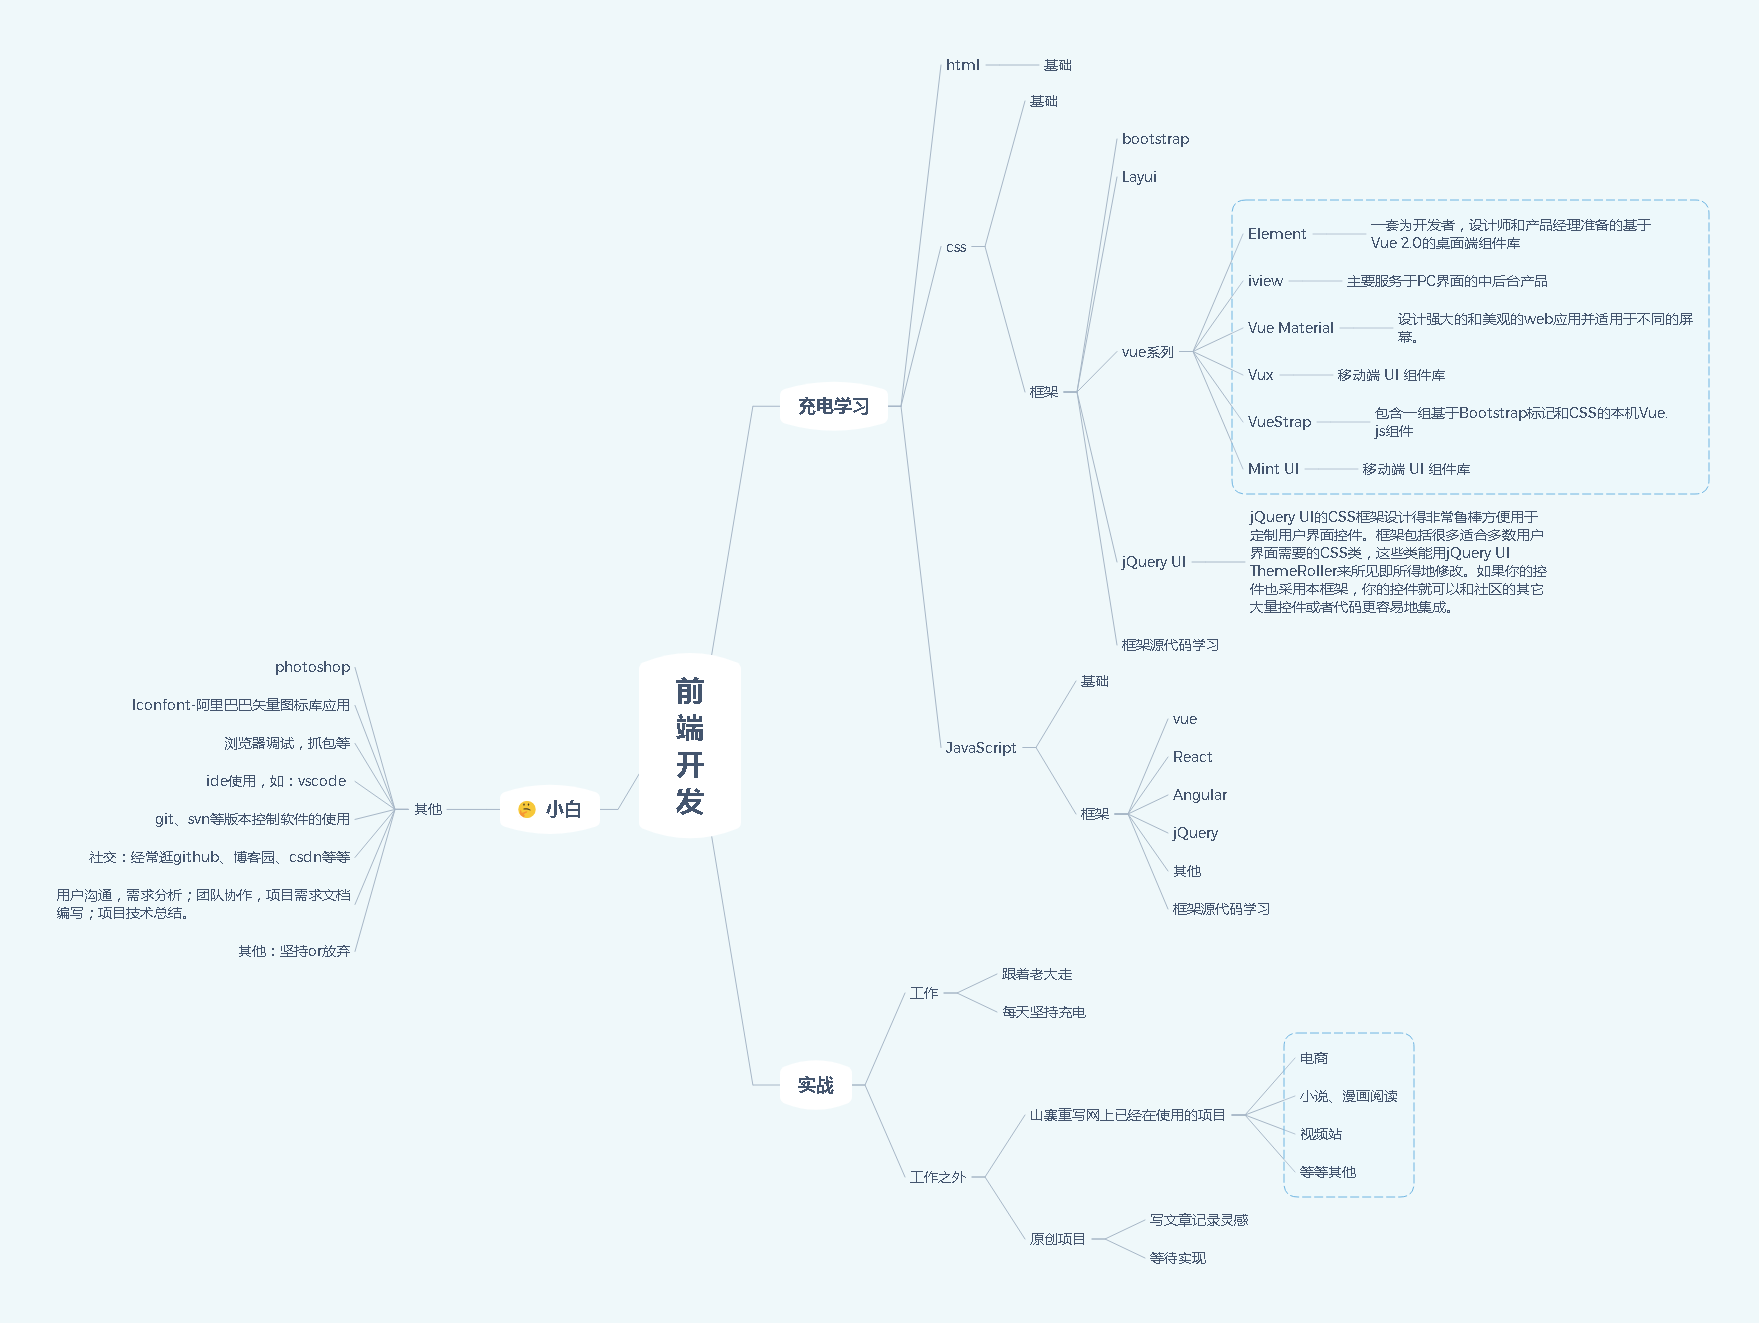 前
端
开
发
充电学习
html
基础
css
基础
框架
bootstrap
Layui
vue系列
Element
一套为开发者，设计师和产品经理准备的基于
Vue 2.0的桌面端组件库
iview
主要服务于PC界面的中后台产品
Vue Material
设计强大的和美观的web应用并适用于不同的屏
幕。
Vux
移动端 UI 组件库
VueStrap
包含一组基于Bootstrap标记和CSS的本机Vue.
js组件
Mint UI
移动端 UI 组件库
jQuery UI
jQuery UI的CSS框架设计得非常鲁棒方便用于
定制用户界面控件。框架包括很多适合多数用户
界面需要的CSS类，这些类能用jQuery UI
ThemeRoller来所见即所得地修改。如果你的控
件也采用本框架，你的控件就可以和社区的其它
大量控件或者代码更容易地集成。
框架源代码学习
JavaScript
基础
框架
vue
React
Angular
jQuery
其他
框架源代码学习
实战
工作
跟着老大走
每天坚持充电
工作之外
山寨重写网上已经在使用的项目
电商
小说、漫画阅读
视频站
等等其他
原创项目
写文章记录灵感
等待实现
小白
其他
photoshop
Iconfont-阿里巴巴矢量图标库应用
浏览器调试，抓包等
ide使用，如：vscode
git、svn等版本控制软件的使用
社交：经常逛github、博客园、csdn等等
用户沟通，需求分析；团队协作，项目需求文档
编写；项目技术总结。
其他：坚持or放弃